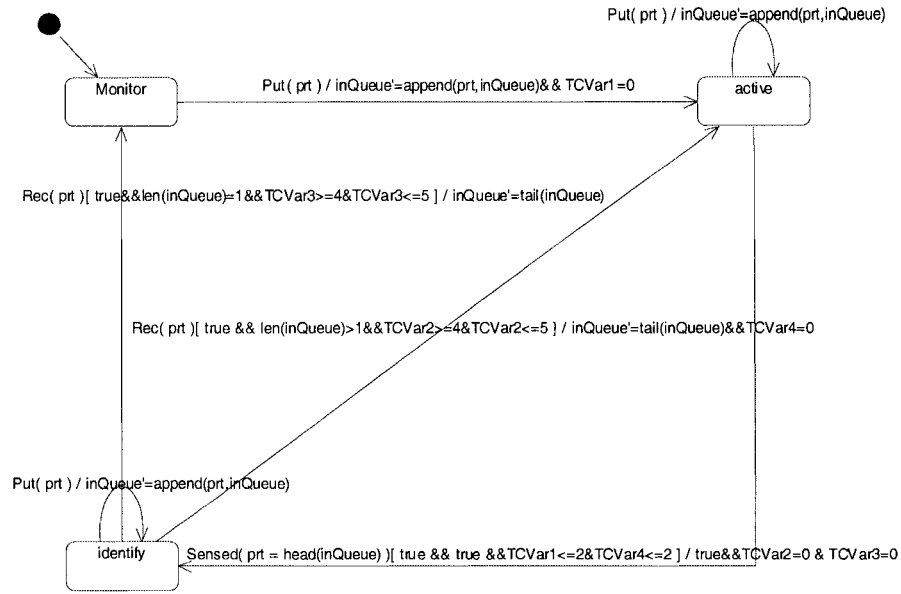 Put( prt ) / inQueue'=append(prt,inQueue)
Monitor
Put( prt ) / inQueue'=append(prt,inQueue)&& TCVar1=0
active
Rec( prt )[ true&&len(inQueue)=1&&TCVar3>=4&TCVar3<=5 ] / inqueue'=tail(inQueue)
Rec( prt )[ true && len(inQueue)>1&&TCVar2>=4&TCVar2<=5 ] / inQueue'=tail(inQueue)&&TCVar4=0
Put( prt ) / inQueue'=append(prt,inQueue)
identify
Sensed( prt = head(inQueue) )[ true && true &&TCVar1<=2&TCVar4<=2 ] / true&&TCVar2=0 & TCVar3=0